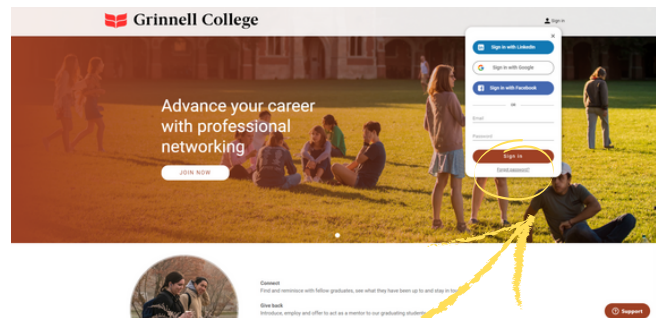 Grinnell College
Sign in
×
Sign in with LinkedIn
Sign in with Google
Sign in with Facebook
OR
Email
Password
Sign in
Forgot password?
Advance your career
with professional
networking
JOIN NOW
Connect
Find and reminisce with fellow graduates, see what they have been up to and stay in
Give back
Introduce, employ and offer to act as a mentor to our graduating students
Support